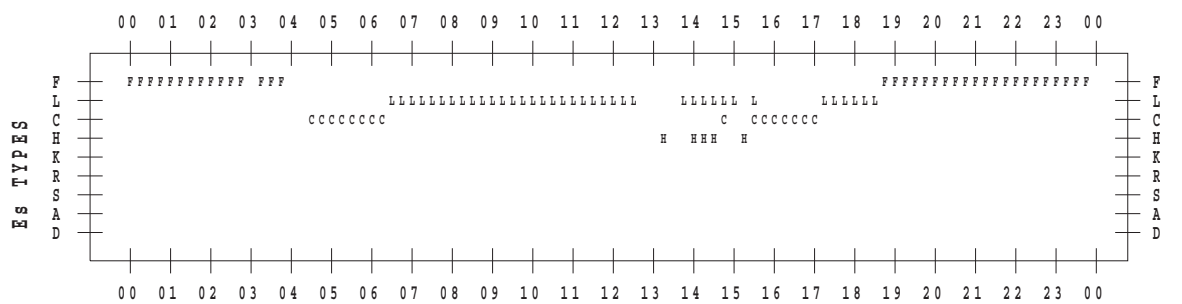 00 01 02 03 04 05 06 07 08 09 10 11 12 13 14 15 16 17 18 19 20 21 22 23 00
F FFFFFFFFFFFF FFF FFFFFFFFFFFFFFFFFFFFF F
L LLLLLLLLLLLLLLLLLLLLLLLLL LLLLLL L LLLLLL L
C CCCCCCCC C CCCCCCC C
H H HHH H H
K K
R R
S S
A A
D D
Es TYPES
00 01 02 03 04 05 06 07 08 09 10 11 12 13 14 15 16 17 18 19 20 21 22 23 00